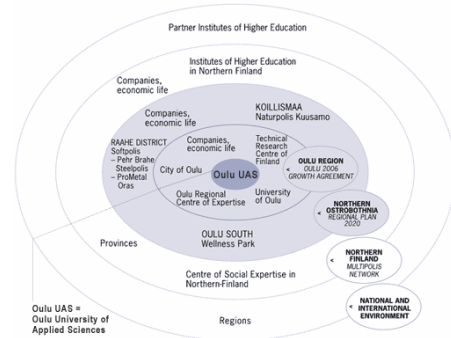 Partner Institutes of Higher Education
Institutes of Higher Education
in Northern Finland
Companies,
economic life
Companies,
economic life
KOILLISMAA
Naturpolis Kuusamo
RAAHE DISTRICT
Softpolis
– Pehr Brahe
Steelpolis
– ProMetal
Oras
Companies,
economic life
Technical
Research
Centre of
Finland
City of Oulu
Oulu UAS
Oulu Regional
Centre of Expertise
University
of Oulu
< OULU REGION
OULU 2006
GROWTH AGREEMENT
< NORTHERN
OSTROBOTHNIA
REGIONAL PLAN
2020
OULU SOUTH
Wellness Park
Provinces
< NORTHERN
FINLAND
MULTIPOLIS
NETWORK
Centre of Social Expertise in
Northern-Finland
< NATIONAL AND
INTERNATIONAL
ENVIRONMENT
Regions
Oulu UAS =
Oulu University of
Applied Sciences